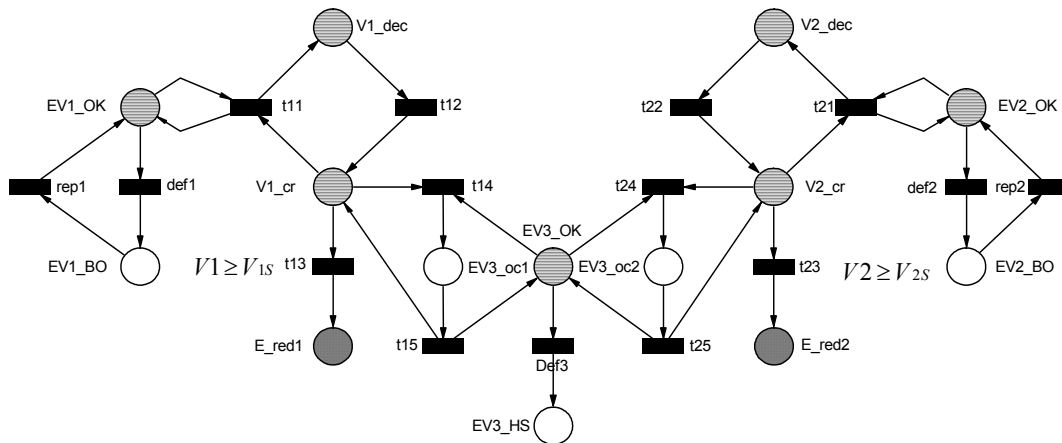 V1_dec
V2_dec
EV1_OK
t11
t12
t22
t21
EV2_OK
rep1
def1
V1_cr
t14
t24
V2_cr
def2
rep2
EV3_OK
EV1_BO
V1 ≥ V1S
t13
EV3_oc1
EV3_oc2
t23
V2 ≥ V2S
EV2_BO
E_red1
t15
Def3
t25
E_red2
EV3_HS